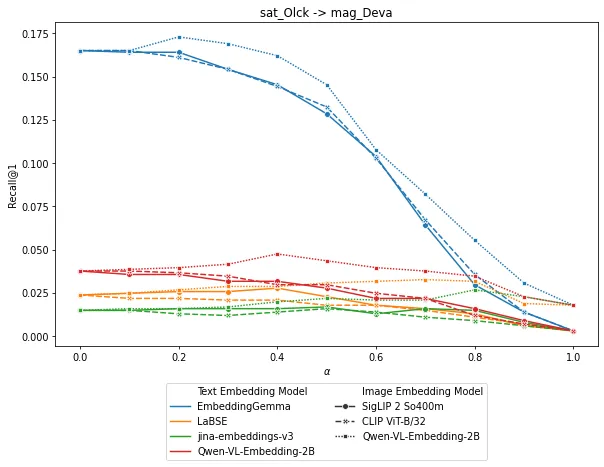 sat_Olck -> mag_Deva
0.175
0.150
0.125
0.100
0.075
0.050
0.025
0.000
Recall@1
0.0 0.2 0.4 0.6 0.8 1.0
α
Text Embedding Model
EmbeddingGemma
LaBSE
jina-embeddings-v3
Qwen-VL-Embedding-2B
Image Embedding Model
SigLIP 2 So400m
CLIP ViT-B/32
Qwen-VL-Embedding-2B